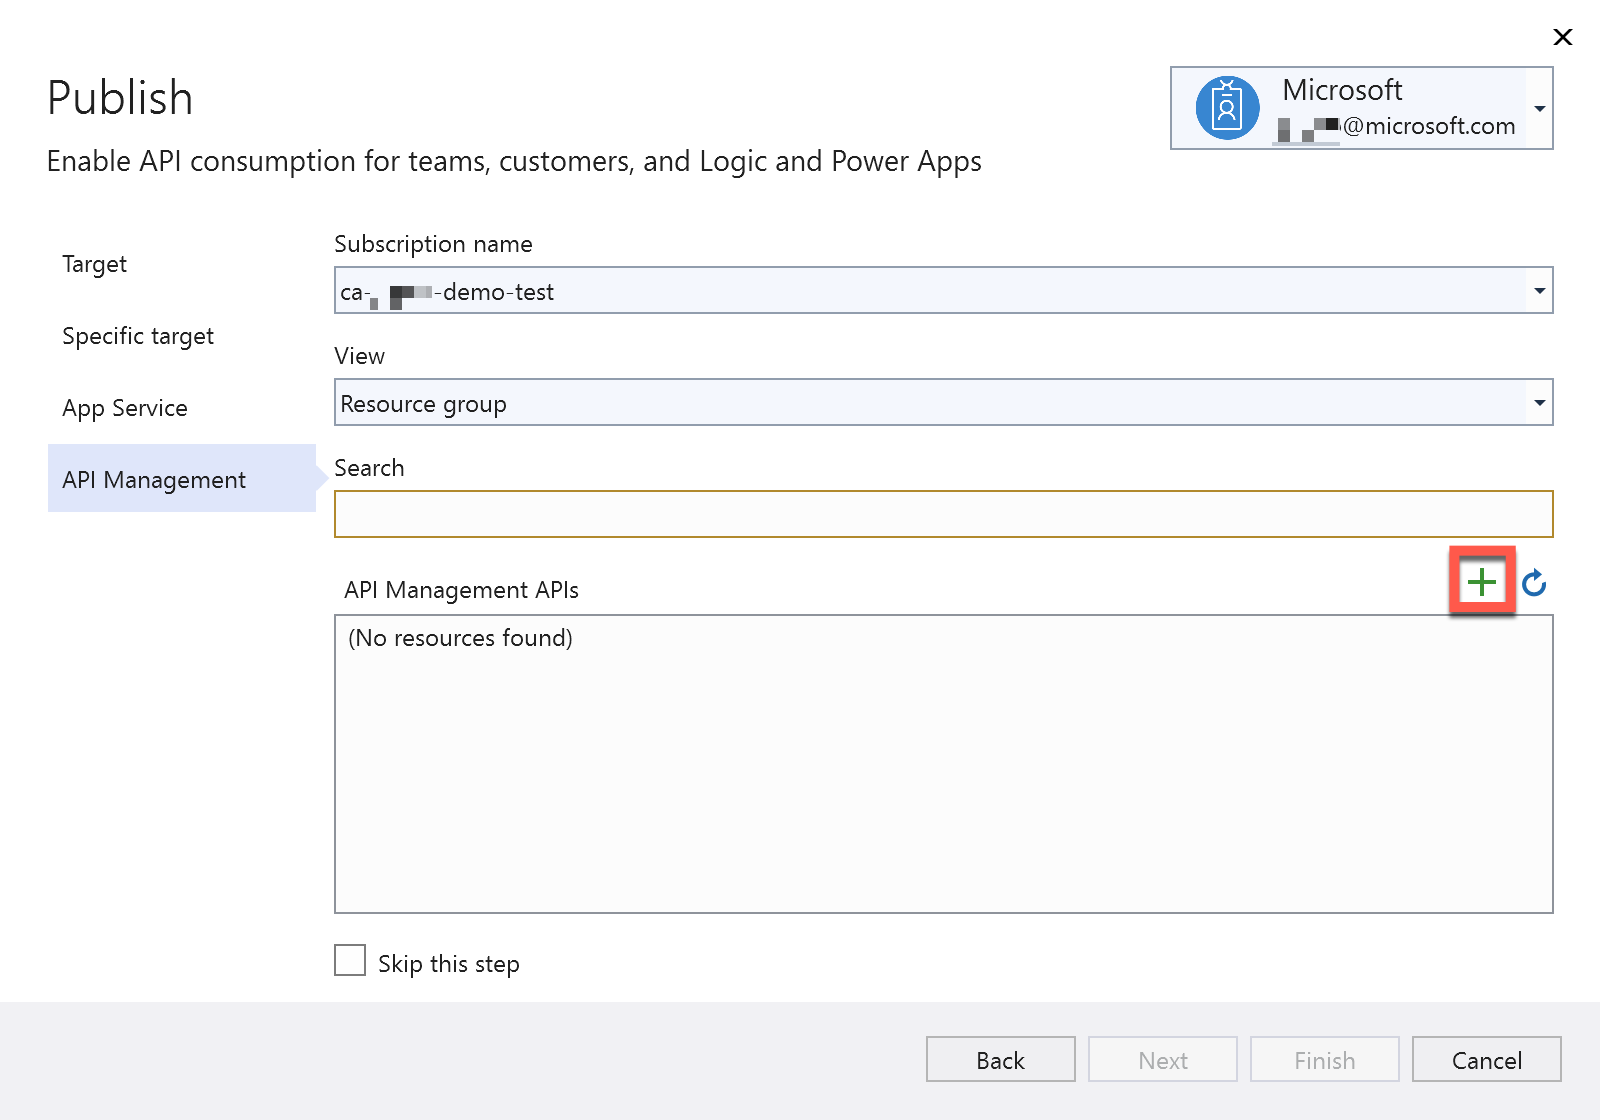 Publish
Microsoft
@microsoft.com
Enable API consumption for teams, customers, and Logic and Power Apps
Target
Specific target
App Service
API Management
Subscription name
ca- -demo-test
View
Resource group
Search
API Management APIs
(No resources found)
Skip this step
Back
Next
Finish
Cancel